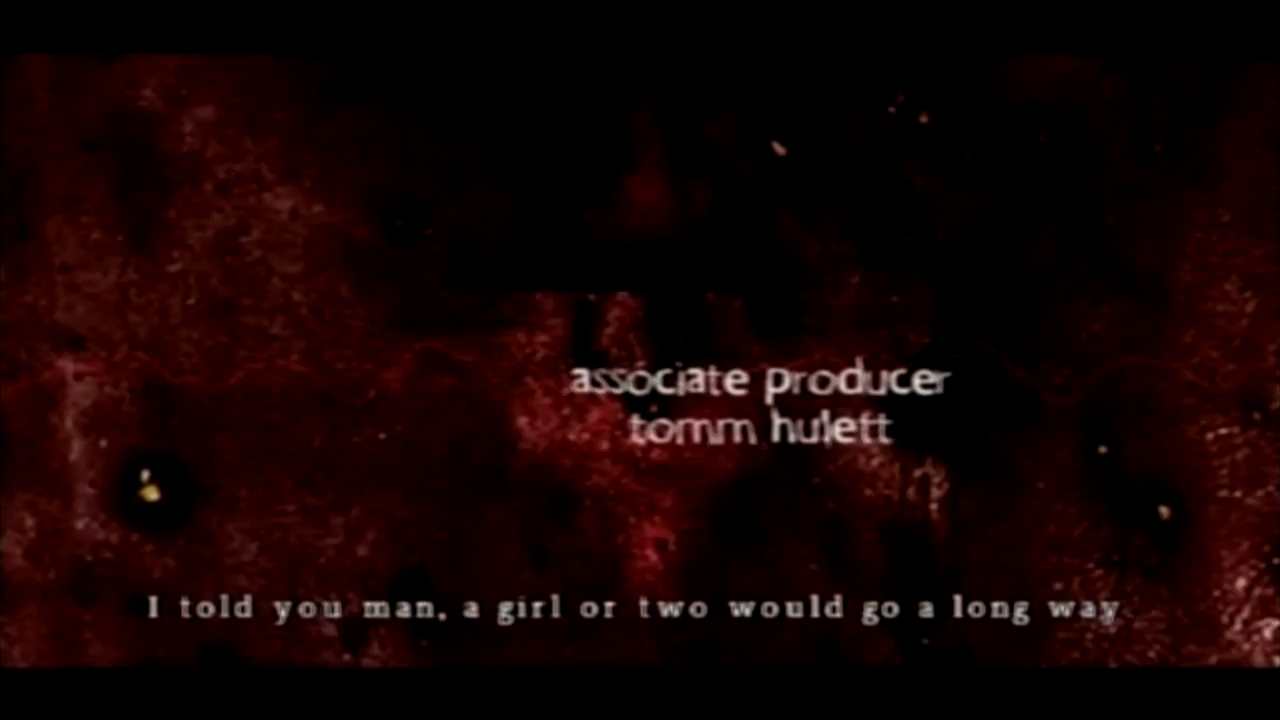 associate producer
tomm hulett
I told you man, a girl or two would go a long way